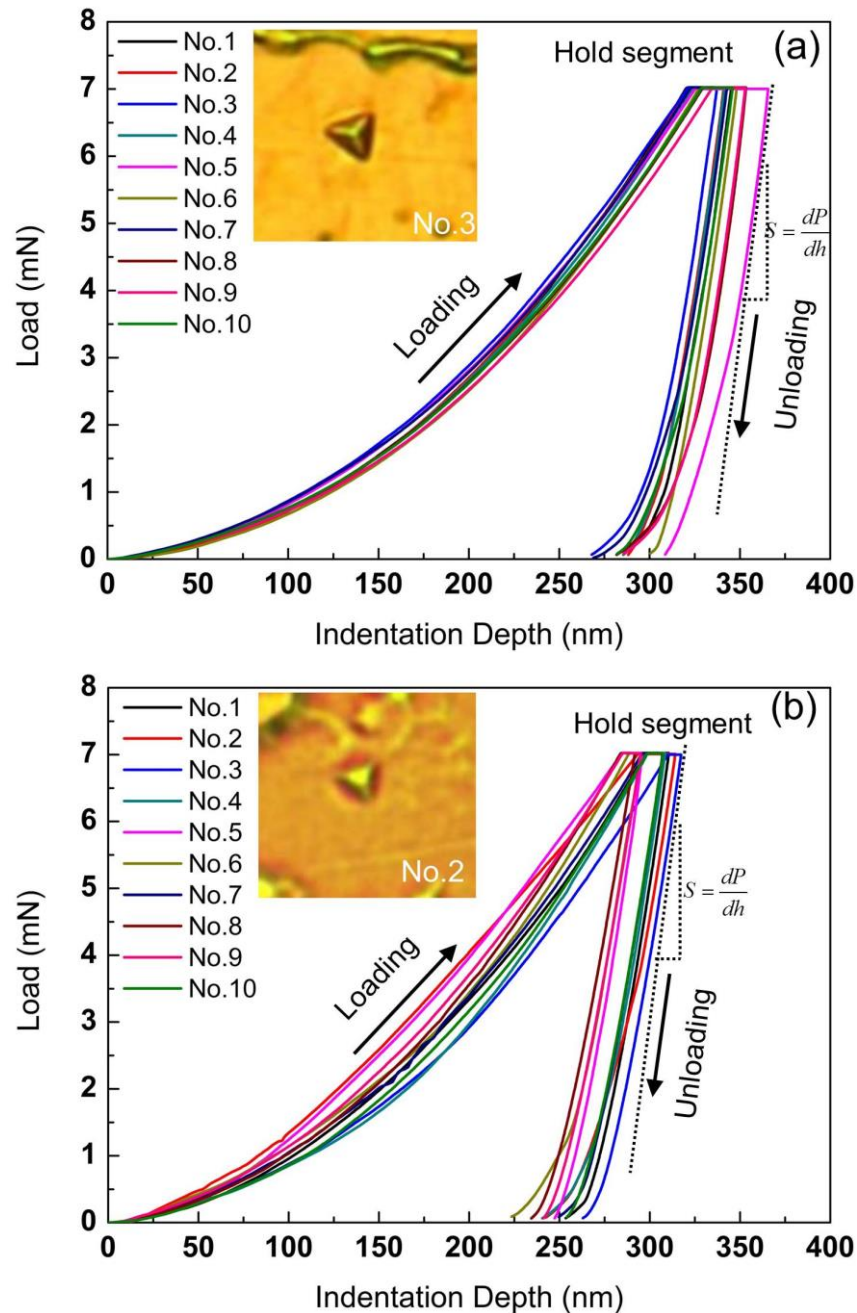 (a)
Hold segment
No.1
No.2
No.3
No.4
No.5
No.6
No.7
No.8
No.9
No.10
No.3
Loading
S = dP/dh
Unloading
Load (mN)
8
7
6
5
4
3
2
1
0
0 50 100 150 200 250 300 350 400
Indentation Depth (nm)
(b)
Hold segment
No.1
No.2
No.3
No.4
No.5
No.6
No.7
No.8
No.9
No.10
No.2
Loading
S = dP/dh
Unloading
Load (mN)
8
7
6
5
4
3
2
1
0
0 50 100 150 200 250 300 350 400
Indentation Depth (nm)